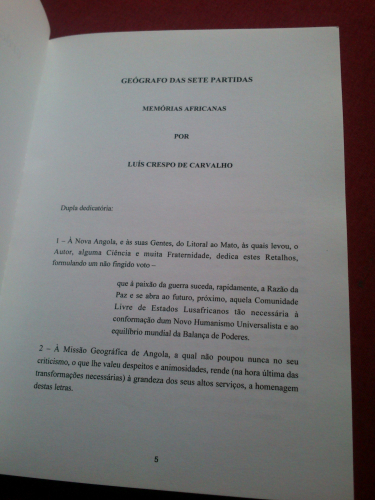 GEÓGRAFO DAS SETE PARTIDAS
MEMÓRIAS AFRICANAS
POR
LUÍS CRESPO DE CARVALHO
Dupla dedicatória:
1 – À Nova Angola, e às suas Gentes, do Litoral ao Mato, às quais levou, o
Autor, alguma Ciência e muita Fraternidade, dedica estes Retalhos,
formulando um não fingido voto –
que à paixão da guerra suceda, rapidamente, a Razão da
Paz e se abra ao futuro, próximo, aquela Comunidade
Livre de Estados Lusafricanos tão necessária à
conformação dum Novo Humanismo Universalista e ao
equilíbrio mundial da Balança de Poderes.
2 – À Missão Geográfica de Angola, a qual não poupou nunca no seu
criticismo, o que lhe valeu despeitos e animosidades, rende (na hora última das
transformações necessárias) à grandeza dos seus altos serviços, a homenagem
destas letras.
5